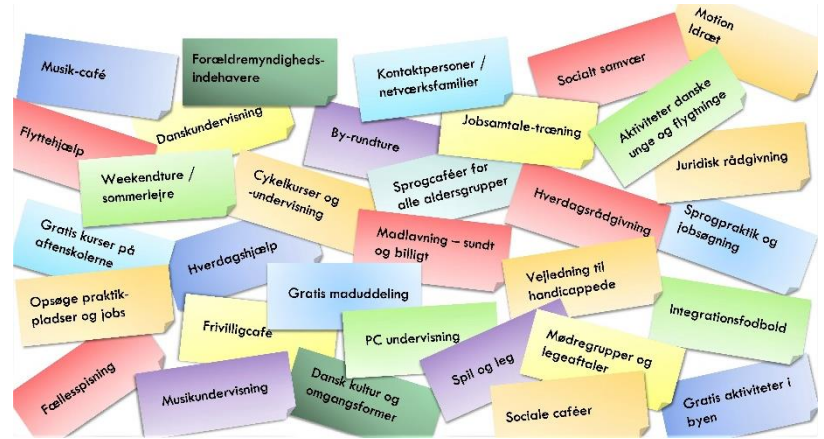 Musik-café
Forældremyndigheds-
indehavere
Kontaktpersoner /
netværksfamilier
Socialt samvær
Motion
Idræt
Flyttehjælp
Danskundervisning
By-rundture
Jobsamtale-træning
Aktiviteter danske
unge og flygtninge
Weekendture /
sommerlejre
Cykelkurser og
-undervisning
Sprogcaféer for
alle aldersgrupper
Hverdagsrådgivning
Juridisk rådgivning
Gratis kurser på
aftenskolerne
Hverdagshjælp
Madlavning – sundt
og billigt
Sprogpraktik og
jobsøgning
Opsøge praktik-
pladser og jobs
Frivilligcafé
Gratis maduddeling
PC undervisning
Vejledning til
handicappede
Integrationsfodbold
Fællesspisning
Musikundervisning
Dansk kultur og
omgangsformer
Spil og leg
Mødregrupper og
legeaftaler
Sociale caféer
Gratis aktiviteter i
byen